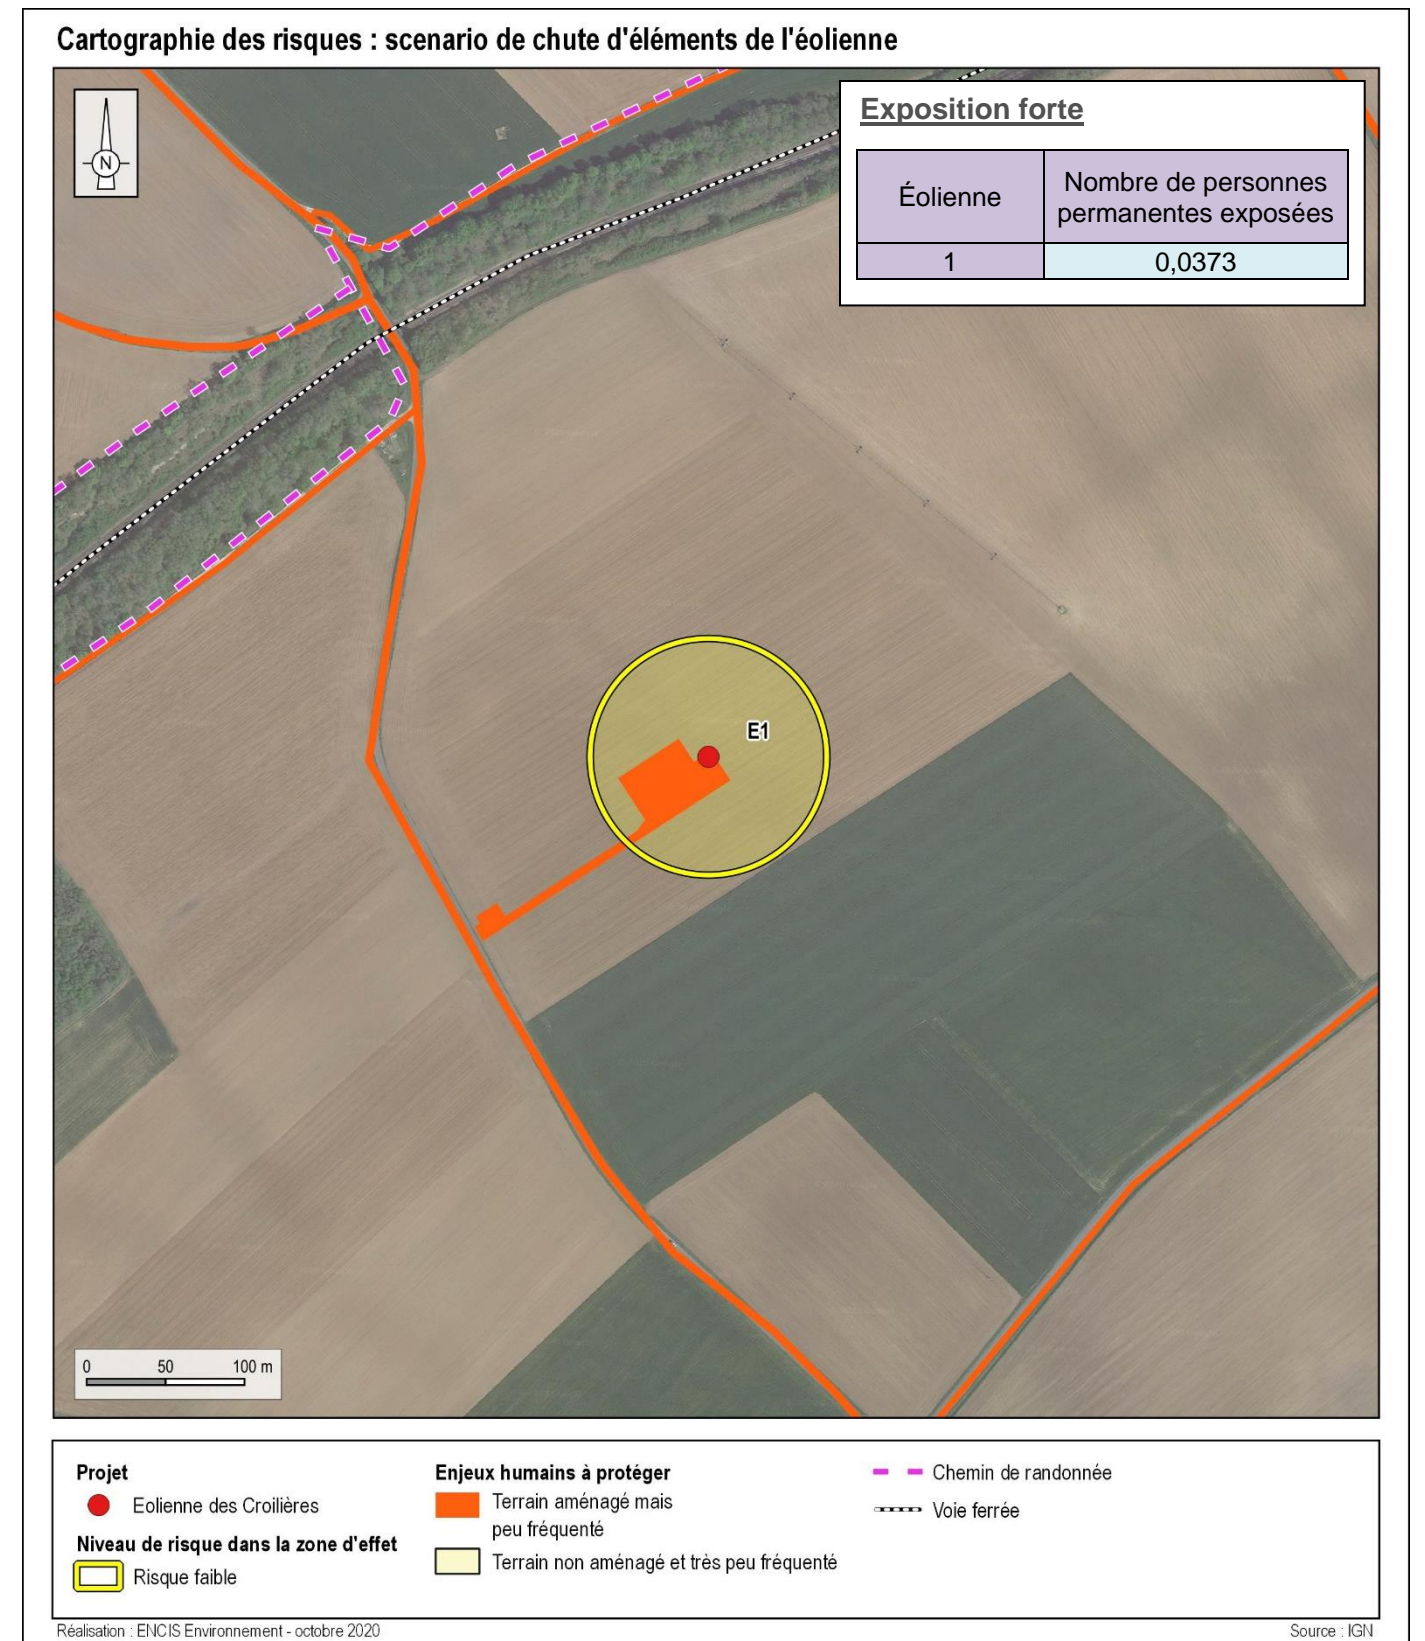 Cartographie des risques : scenario de chute d'éléments de l'éolienne
N
Exposition forte
Éolienne
Nombre de personnes
permanentes exposées
1
0,0373
E1
0 50 100 m
Projet
Eolienne des Croilières
Niveau de risque dans la zone d'effet
Risque faible
Enjeux humains à protéger
Terrain aménagé mais
peu fréquenté
Terrain non aménagé et très peu fréquenté
Chemin de randonnée
Voie ferrée
Réalisation : ENCIS Environnement - octobre 2020
Source : IGN